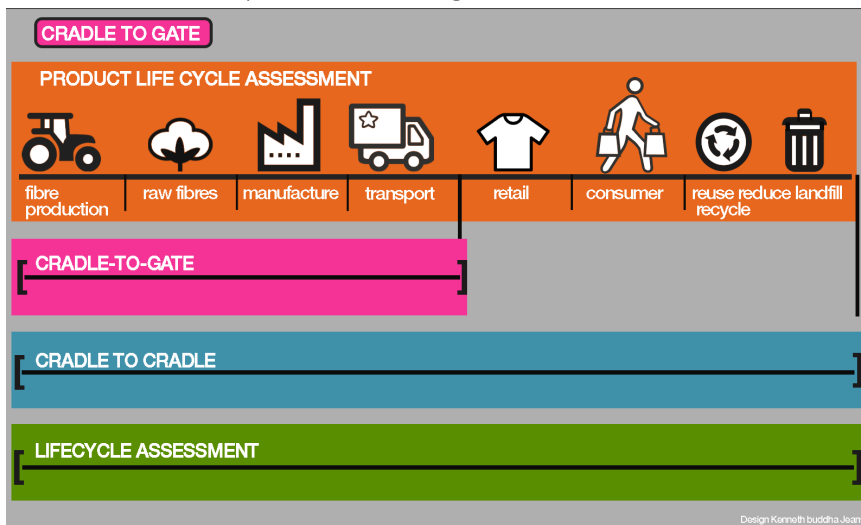 CRADLE TO GATE
PRODUCT LIFE CYCLE ASSESSMENT
fibre production
raw fibres
manufacture
transport
retail
consumer
reuse reduce landfill
recycle
CRADLE-TO-GATE
CRADLE TO CRADLE
LIFECYCLE ASSESSMENT
Design Kenneth buddha Jean